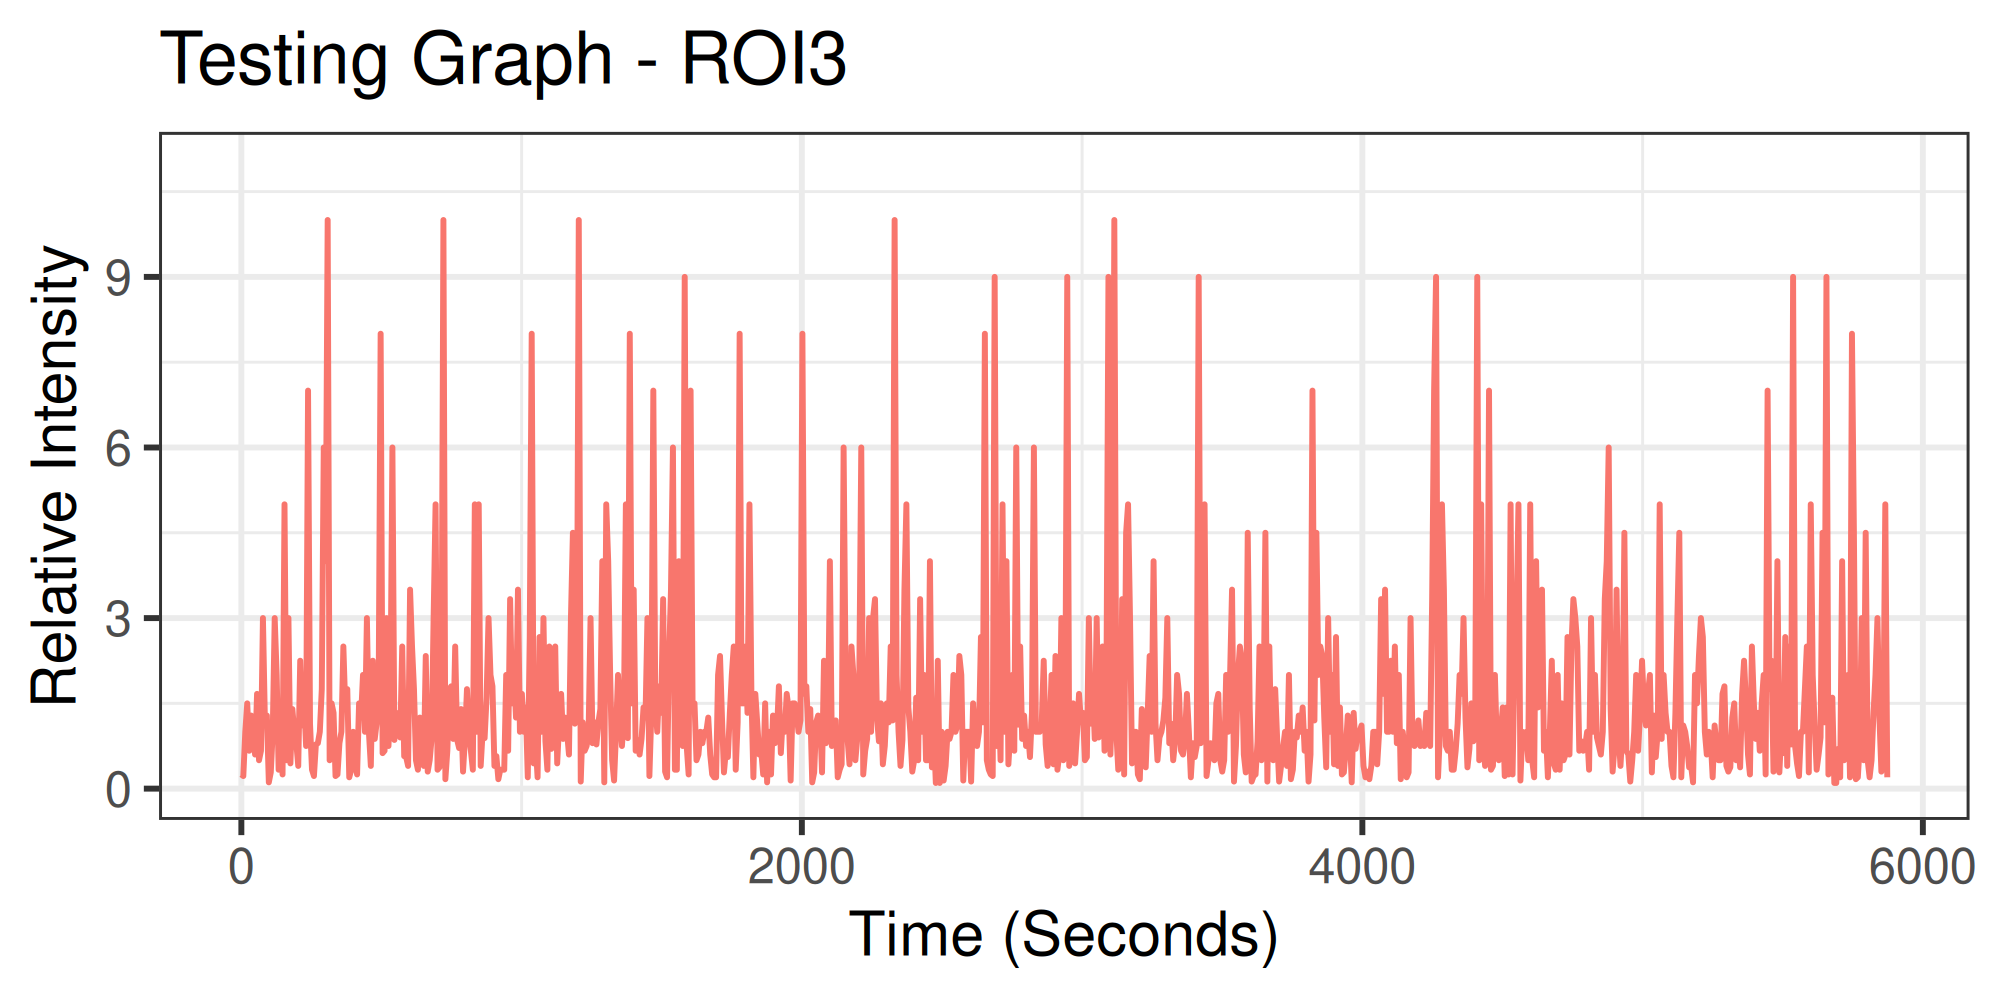 Testing Graph - ROI3
Relative Intensity
9
6
3
0
0 2000 4000 6000
Time (Seconds)